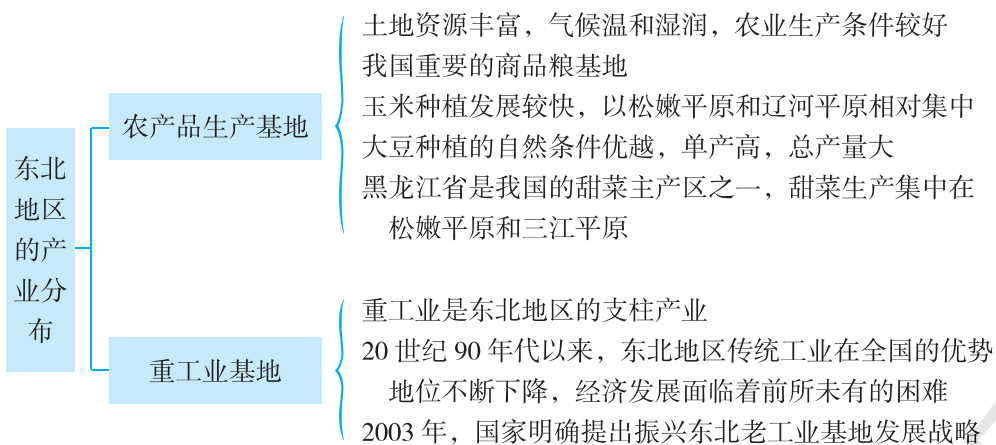 东北
地区
的产
业分
布
农产品生产基地
土地资源丰富，气候温和湿润，农业生产条件较好
我国重要的商品粮基地
玉米种植发展较快，以松嫩平原和辽河平原相对集中
大豆种植的自然条件优越，单产高，总产量大
黑龙江省是我国的甜菜主产区之一，甜菜生产集中在
松嫩平原和三江平原
重工业基地
重工业是东北地区的支柱产业
20 世纪 90 年代以来，东北地区传统工业在全国的优势
地位不断下降，经济发展面临着前所未有的困难
2003 年，国家明确提出振兴东北老工业基地发展战略